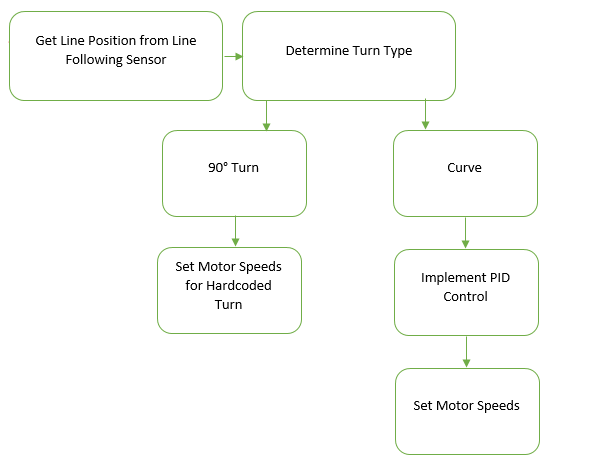 Get Line Position from Line
Following Sensor
Determine Turn Type
90° Turn
Curve
Set Motor Speeds
for Hardcoded
Turn
Implement PID
Control
Set Motor Speeds